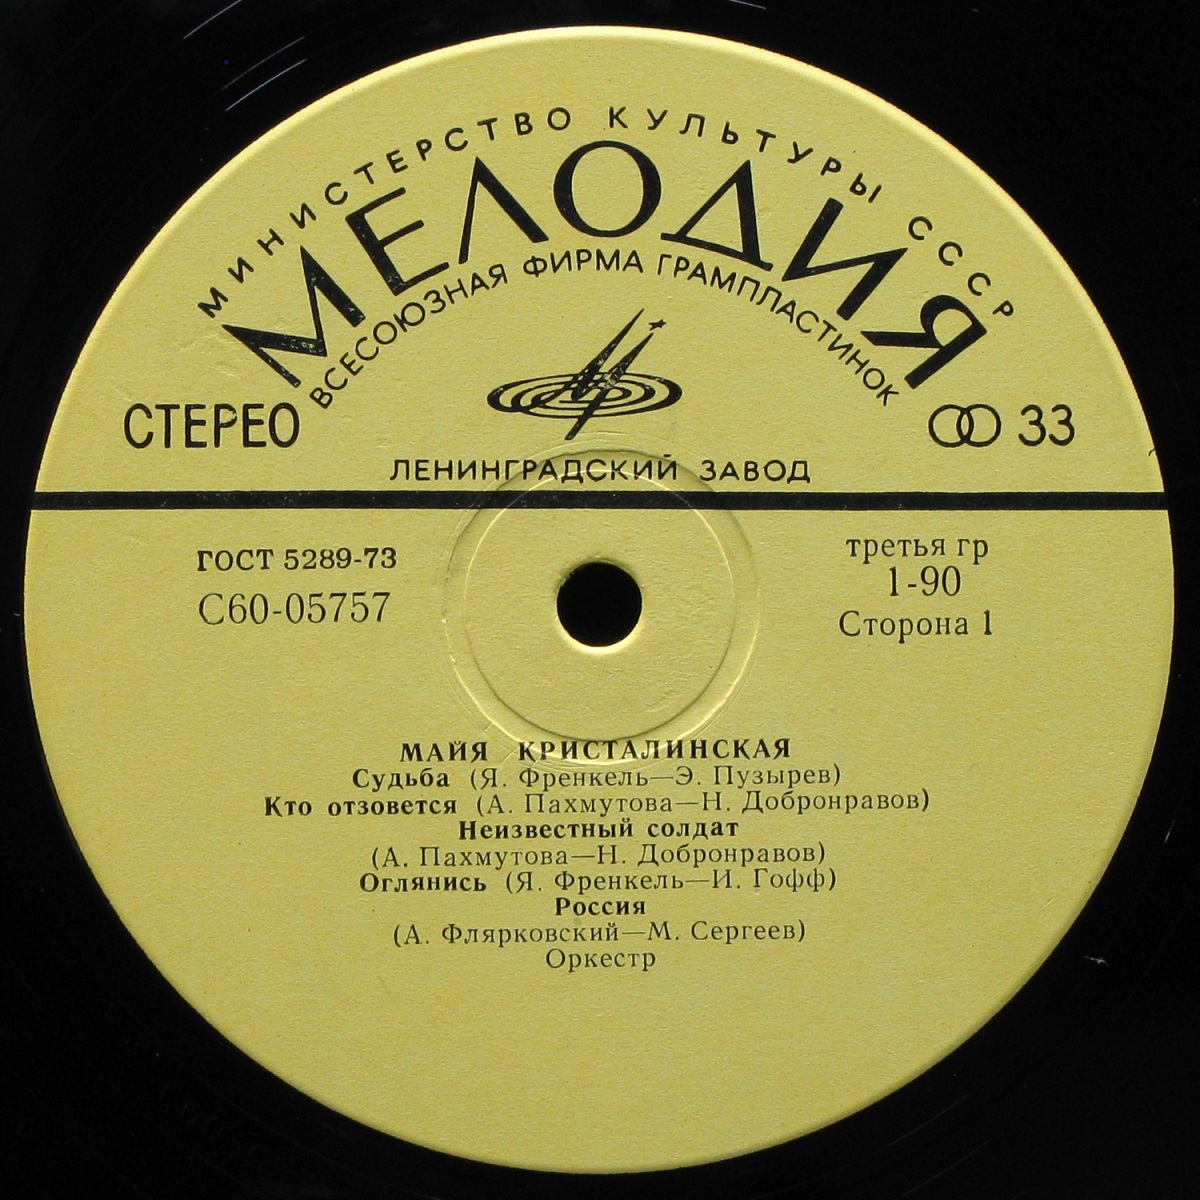 МИНИСТЕРСТВО КУЛЬТУРЫ СССР
МЕЛОДИЯ
ВСЕСОЮЗНАЯ ФИРМА ГРАМПЛАСТИНОК
СТЕРЕО
33
ЛЕНИНГРАДСКИЙ ЗАВОД
ГОСТ 5289-73
С60-05757
третья гр
1-90
Сторона 1
МАЙЯ КРИСТАЛИНСКАЯ
Судьба (Я. Френкель—Э. Пузырев)
Кто отзовется (А. Пахмутова—Н. Добронравов)
Неизвестный солдат
(А. Пахмутова—Н. Добронравов)
Оглянись (Я. Френкель—И. Гофф)
Россия
(А. Флярковский—М. Сергеев)
Оркестр